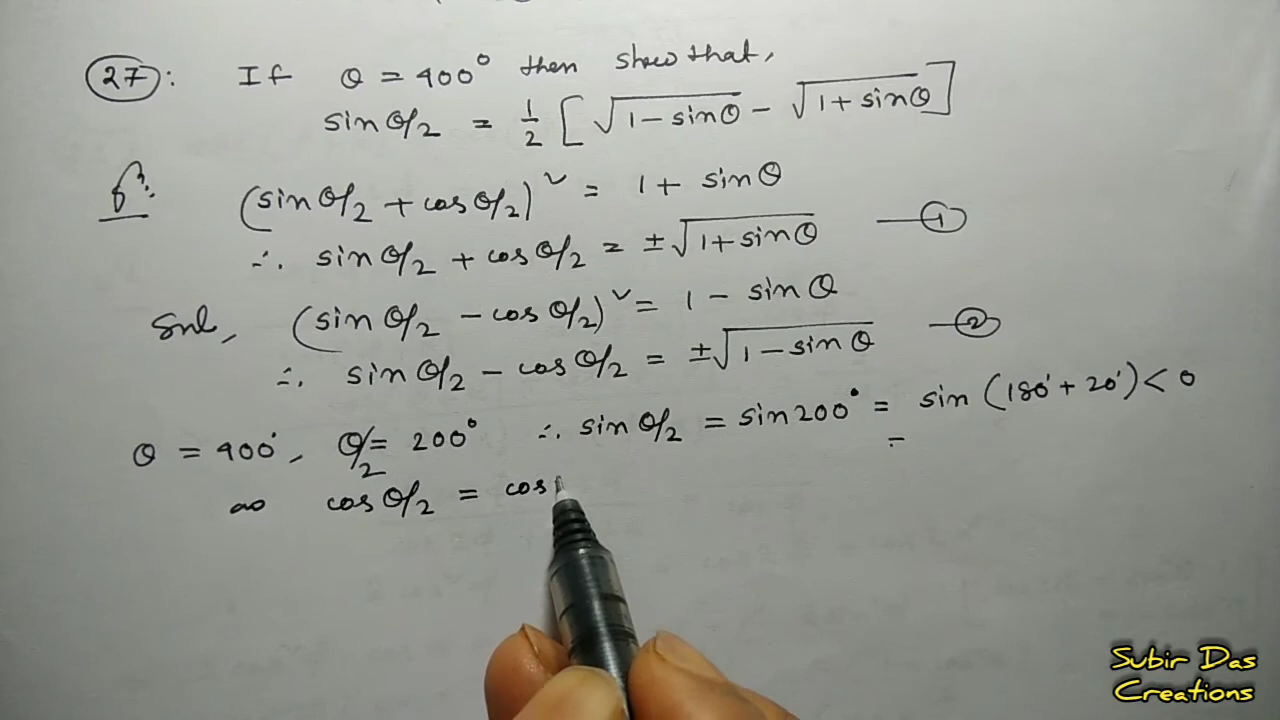 27: If θ = 400° then show that,
sin θ/2 = 1/2 [√(1 - sinθ) - √(1 + sinθ)]
(sin θ/2 + cos θ/2)² = 1 + sin θ
∴ sin θ/2 + cos θ/2 = ±√(1 + sinθ) — 1
(sin θ/2 - cos θ/2)² = 1 - sin θ
∴ sin θ/2 - cos θ/2 = ±√(1 - sin θ) — 2
θ = 400°, θ/2 = 200° ∴ sin θ/2 = sin 200° = sin (180° + 20°) < 0
cos θ/2 = cos
Subir Das
Creations